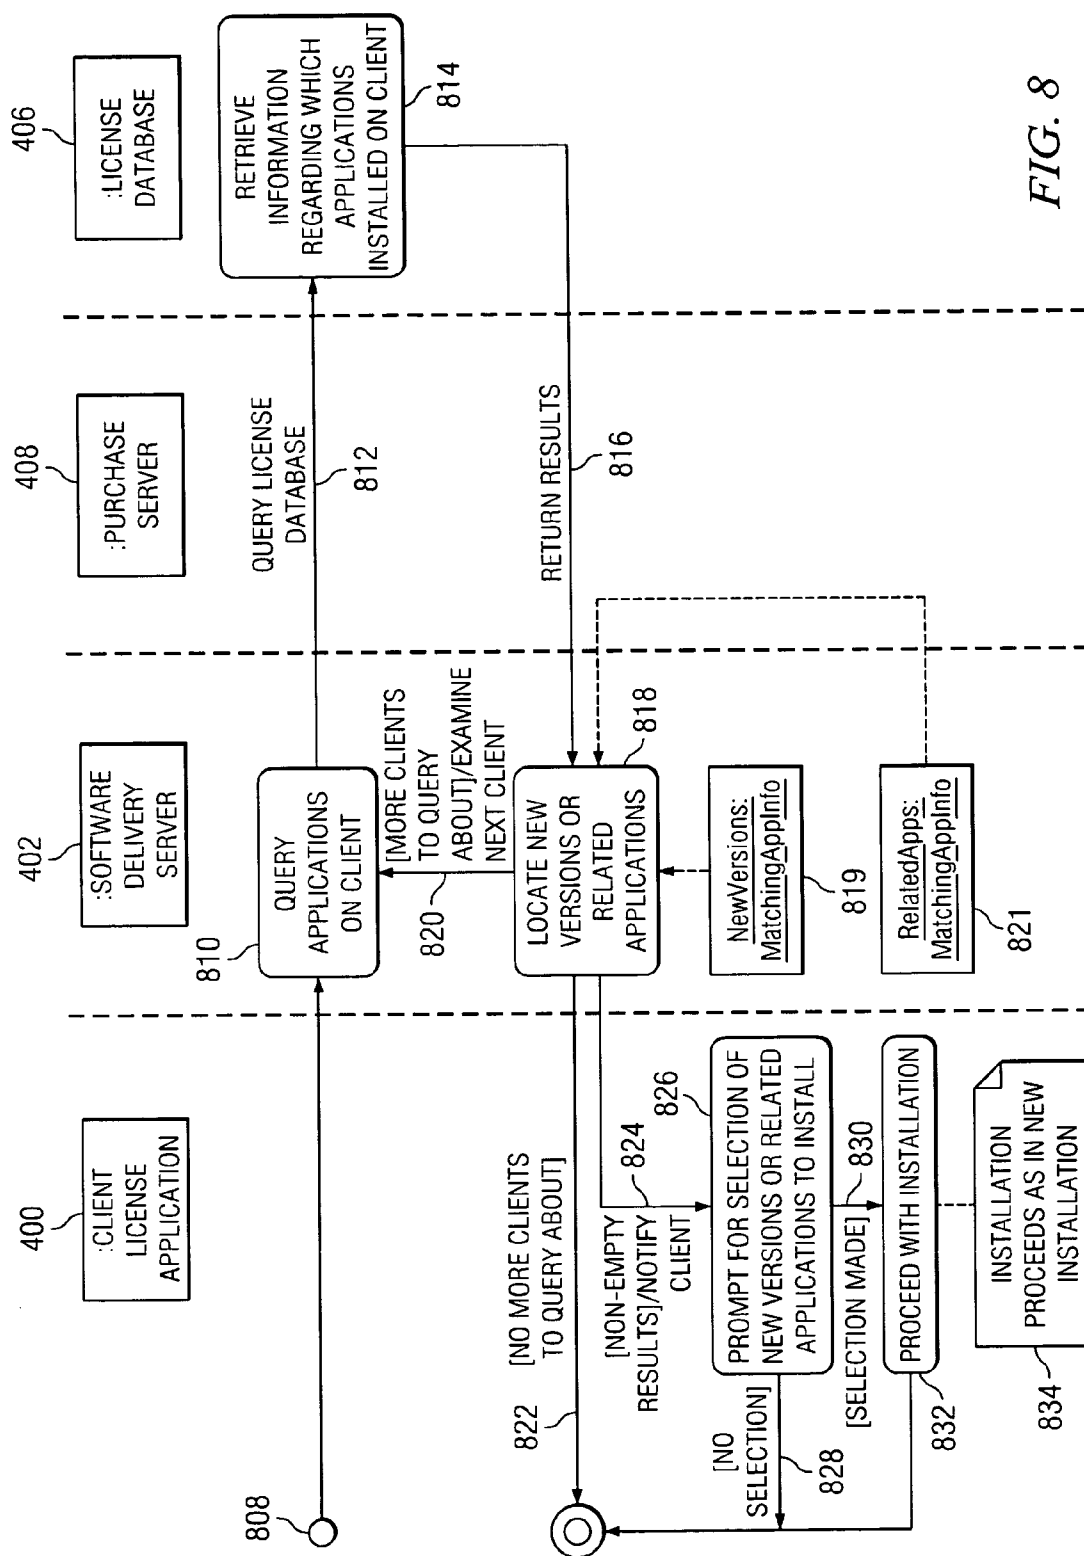 400
:CLIENT
LICENSE
APPLICATION
402
:SOFTWARE
DELIVERY
SERVER
408
:PURCHASE
SERVER
406
:LICENSE
DATABASE
808
810
QUERY
APPLICATIONS
ON CLIENT
QUERY LICENSE
DATABASE
812
RETRIEVE
INFORMATION
REGARDING WHICH
APPLICATIONS
INSTALLED ON CLIENT
814
820
[MORE CLIENTS
TO QUERY
ABOUT]/EXAMINE
NEXT CLIENT
822
[NO MORE CLIENTS
TO QUERY ABOUT]
LOCATE NEW
VERSIONS OR
RELATED
APPLICATIONS
818
RETURN RESULTS
816
[NON-EMPTY
RESULTS]/NOTIFY
CLIENT
824
826
PROMPT FOR SELECTION OF
NEW VERSIONS OR RELATED
APPLICATIONS TO INSTALL
NewVersions:
MatchingAppInfo
819
[NO
SELECTION]
828
[SELECTION MADE]
830
832
PROCEED WITH INSTALLATION
RelatedApps:
MatchingAppInfo
821
834
INSTALLATION
PROCEEDS AS IN NEW
INSTALLATION
FIG. 8